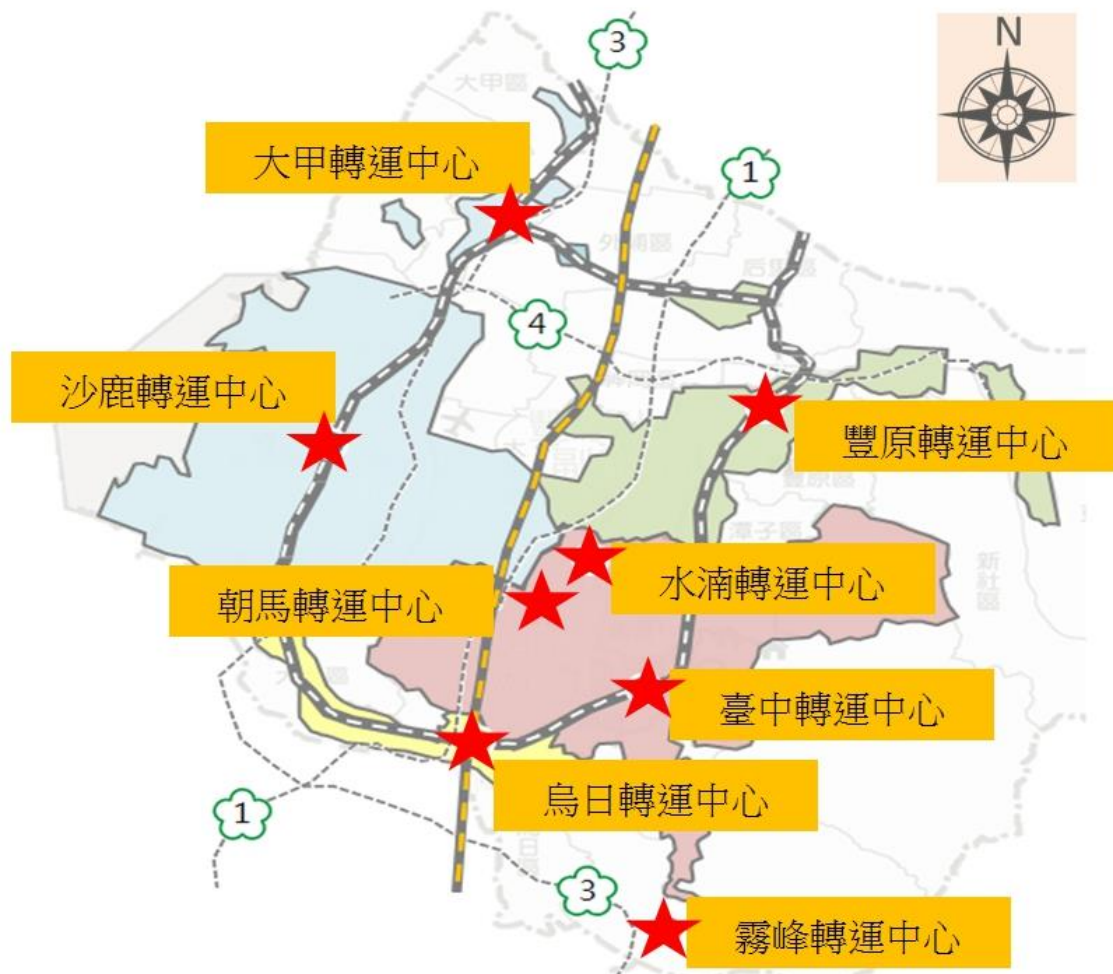 3
N
大甲區
大甲轉運中心
1
外埔區
后里區
4
沙鹿轉運中心
豐原轉運中心
豐原區
潭子區
新社區
水湳轉運中心
朝馬轉運中心
臺中轉運中心
烏日轉運中心
1
3
霧峰轉運中心